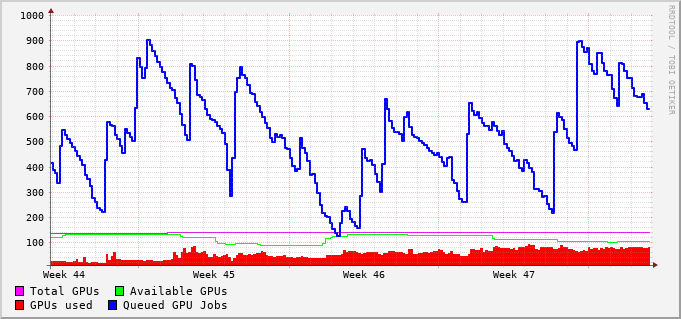 1000
900
800
700
600
500
400
300
200
100
Week 44 Week 45 Week 46 Week 47
Total GPUs Available GPUs
GPUs used Queued GPU Jobs
RRDTOOL / TOBI OETIKER